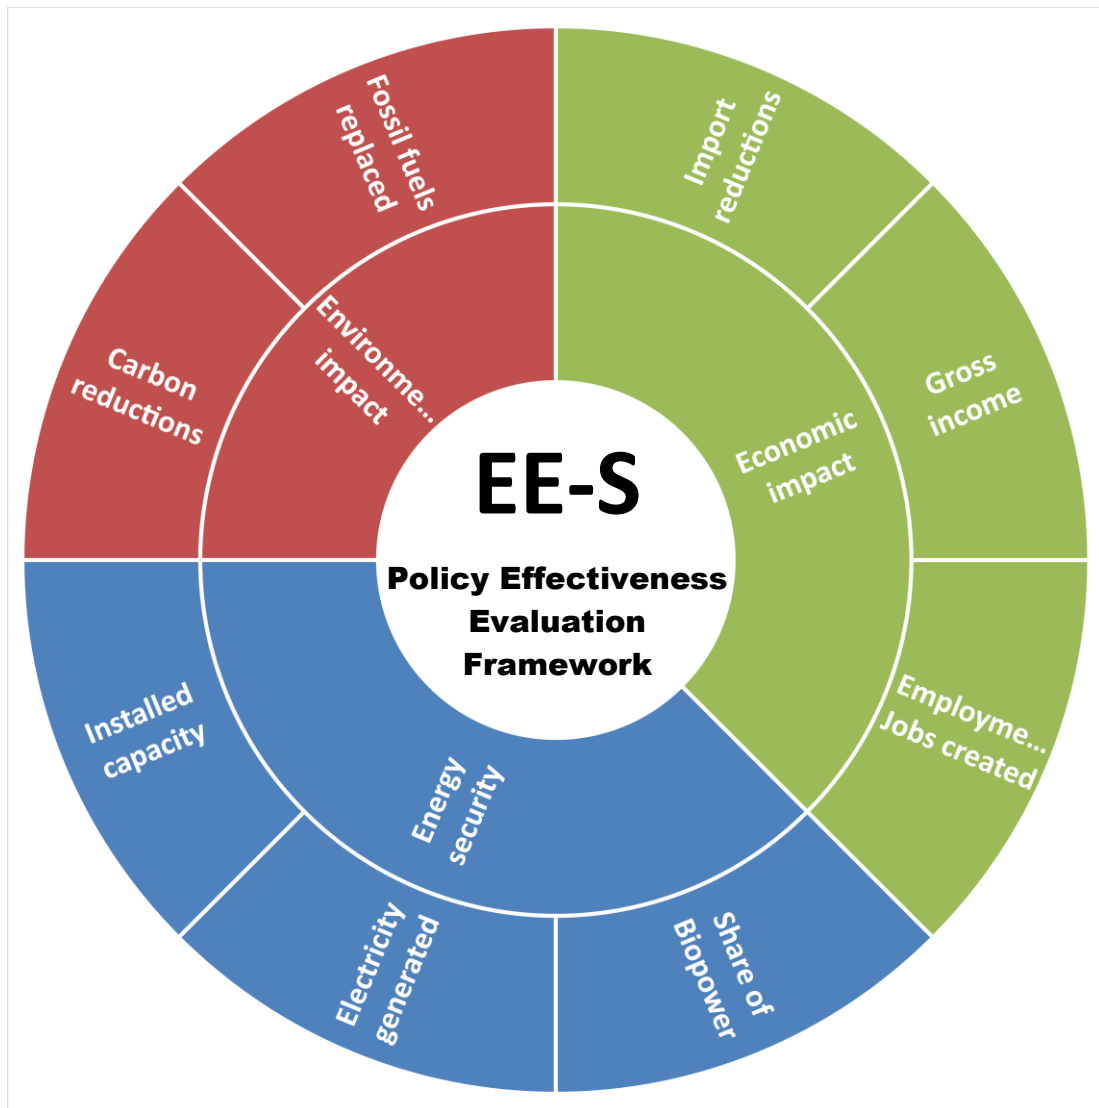 EE-S
Policy Effectiveness
Evaluation
Framework
Economic
impact
Import
reductions
Gross
income
Employme...
Jobs created
Energy
security
Share of
Biopower
Electricity
generated
Installed
capacity
Environme...
impact
Carbon
reductions
Fossil fuels
replaced